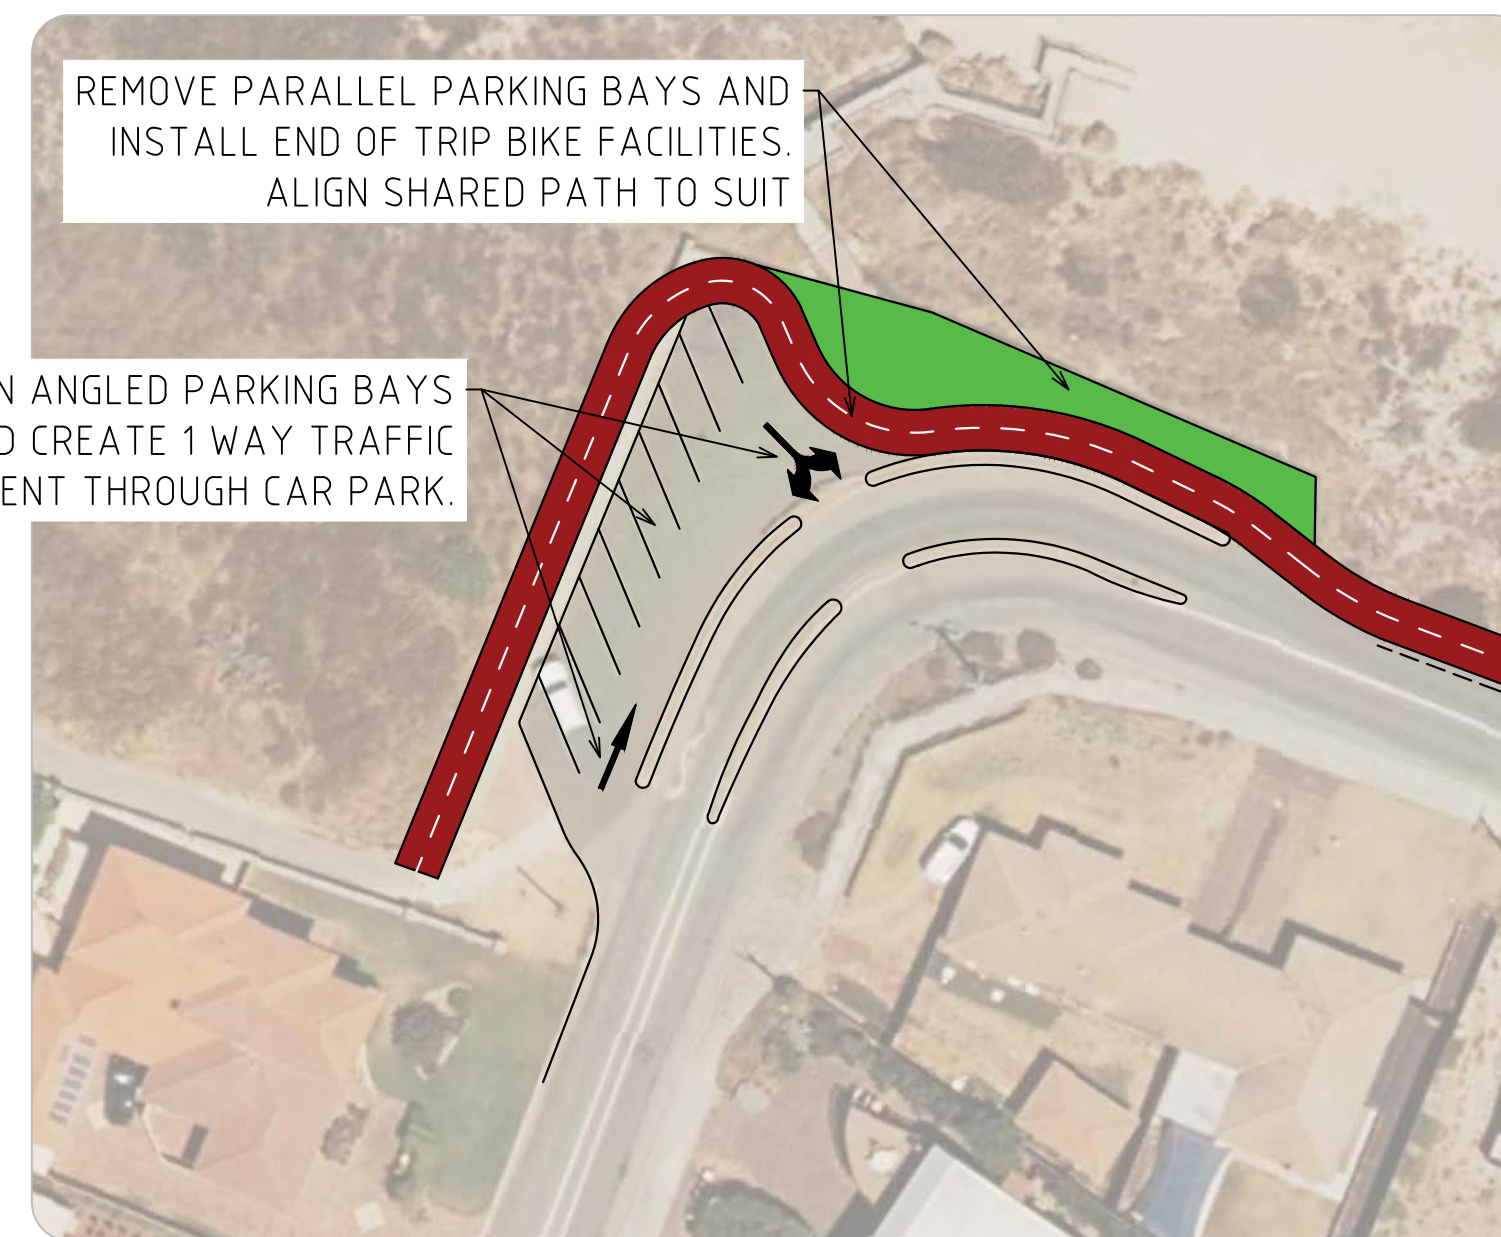 REMOVE PARALLEL PARKING BAYS AND
INSTALL END OF TRIP BIKE FACILITIES.
ALIGN SHARED PATH TO SUIT
ANGLED PARKING BAYS
CREATE 1 WAY TRAFFIC
THROUGH CAR PARK.